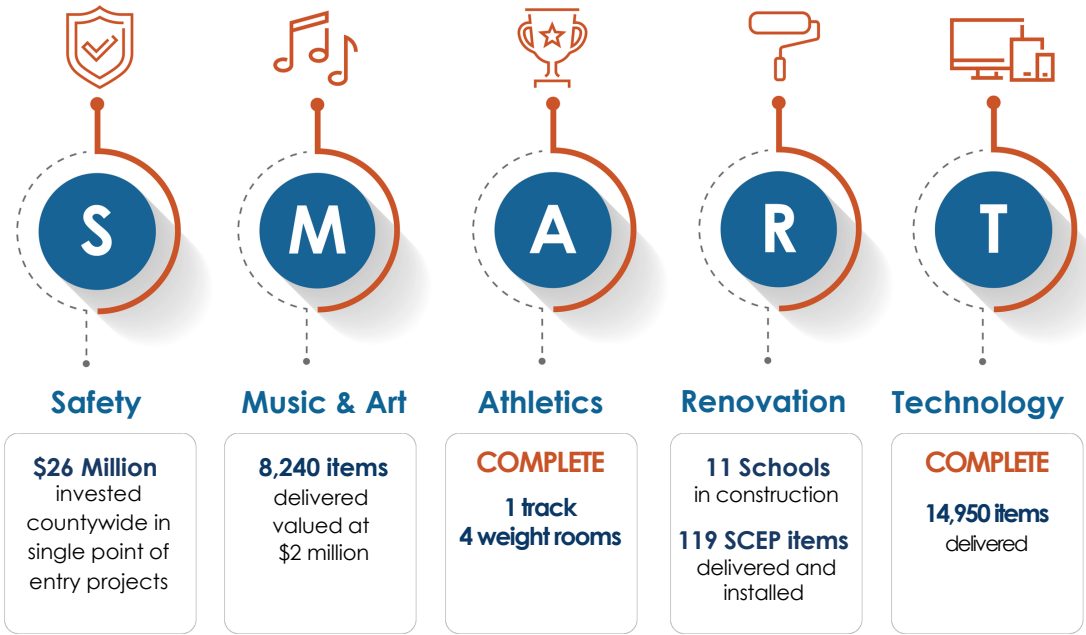 S
M
A
R
T
Safety
Music & Art
Athletics
Renovation
Technology
$26 Million
invested
countywide in
single point of
entry projects
8,240 items
delivered
valued at
$2 million
COMPLETE
1 track
4 weight rooms
11 Schools
in construction
119 SCEP items
delivered and
installed
COMPLETE
14,950 items
delivered